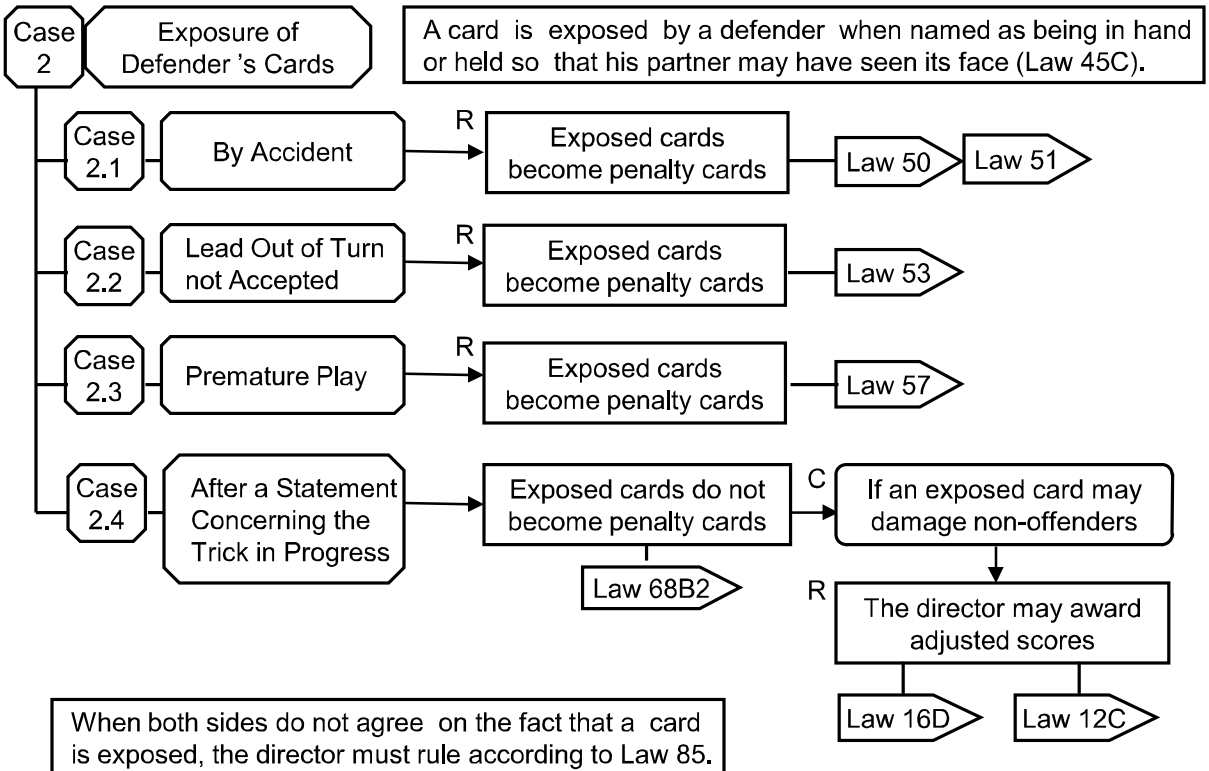 Case
2
Exposure of
Defender 's Cards
A card is exposed by a defender when named as being in hand
or held so that his partner may have seen its face (Law 45C).
Case
2.1
By Accident
R
Exposed cards
become penalty cards
Law 50
Law 51
Case
2.2
Lead Out of Turn
not Accepted
R
Exposed cards
become penalty cards
Law 53
Case
2.3
Premature Play
R
Exposed cards
become penalty cards
Law 57
Case
2.4
After a Statement
Concerning the
Trick in Progress
Exposed cards do not
become penalty cards
Law 68B2
C
If an exposed card may
damage non-offenders
R
The director may award
adjusted scores
Law 16D
Law 12C
When both sides do not agree on the fact that a card
is exposed, the director must rule according to Law 85.